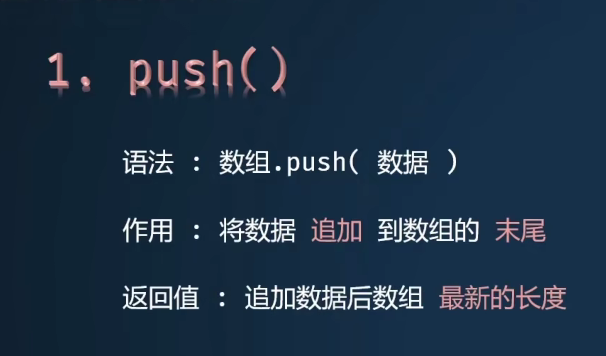 1. push()
语法 : 数组.push( 数据 )
作用 : 将数据 追加 到数组的 末尾
返回值 : 追加数据后数组 最新的长度